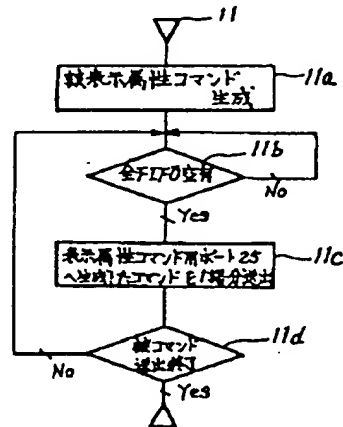 11
該表示属性コマンド
生成
11a
全FIFO空有
11b
No
Yes
表示属性コマンド用ポート25
へ生成したコマンドを1語分送出
11c
該コマンド
送出終了
11d
No
Yes